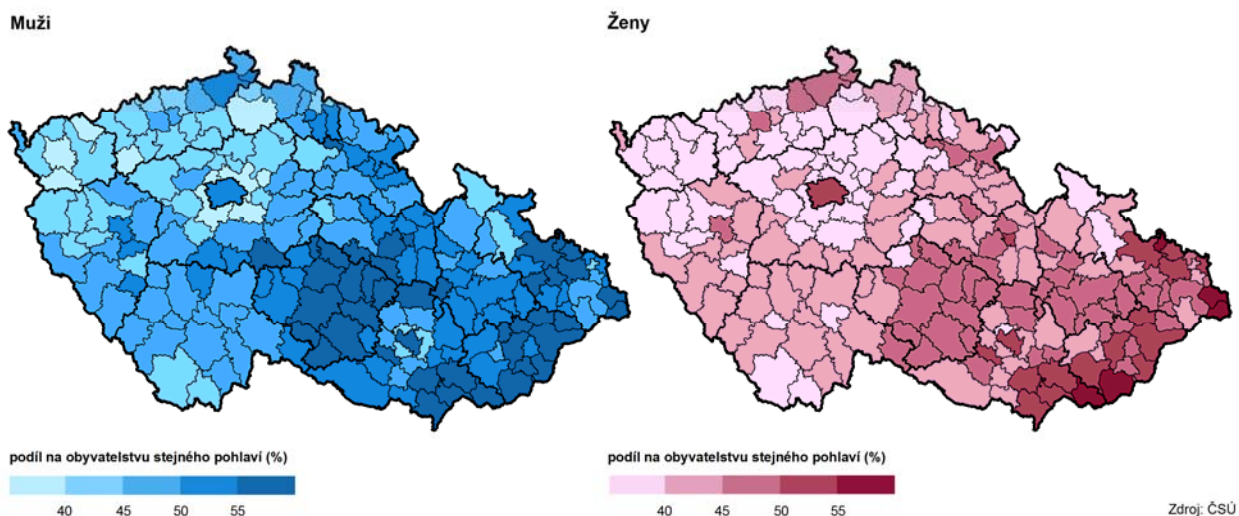 Muži
Ženy
podíl na obyvatelstvu stejného pohlaví (%)
40 45 50 55
podíl na obyvatelstvu stejného pohlaví (%)
40 45 50 55
Zdroj: ČSÚ